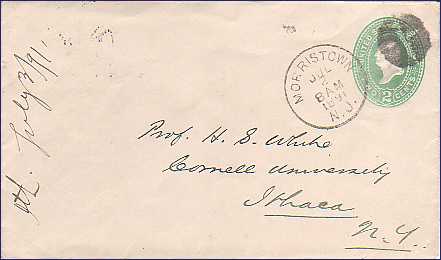 MORRISTOWN
JUL
8 AM
1891
N.J.
2 CENTS
Prof. H. S. White
Cornell University
Ithaca
N.Y.
July 3/91